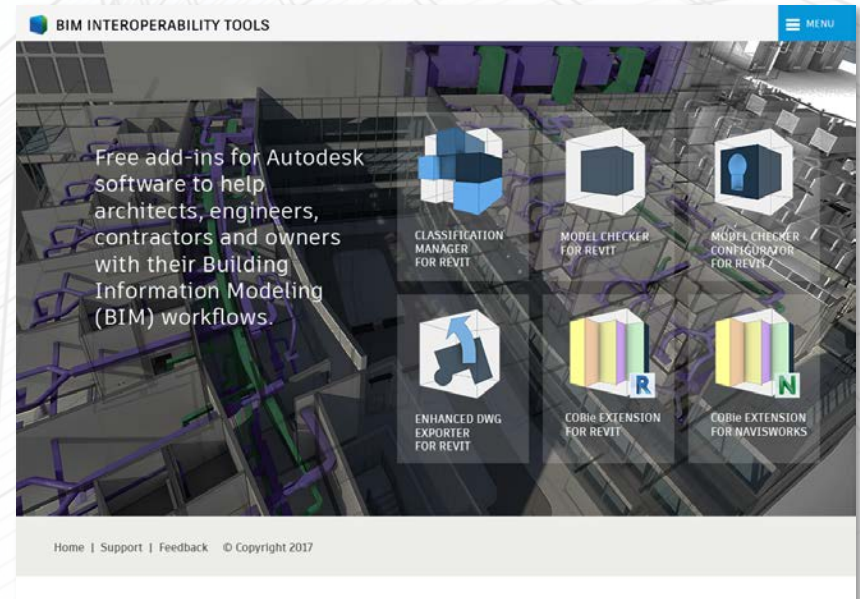 BIM INTEROPERABILITY TOOLS
MENU
Free add-ins for Autodesk
software to help
architects, engineers,
contractors and owners
with their Building
Information Modeling
(BIM) workflows.
CLASSIFICATION
MANAGER
FOR REVIT
MODEL CHECKER
FOR REVIT
MODEL CHECKER
CONFIGURATOR
FOR REVIT
ENHANCED DWG
EXPORTER
FOR REVIT
R
COBie EXTENSION
FOR REVIT
N
COBie EXTENSION
FOR NAVISWORKS
Home | Support | Feedback © Copyright 2017